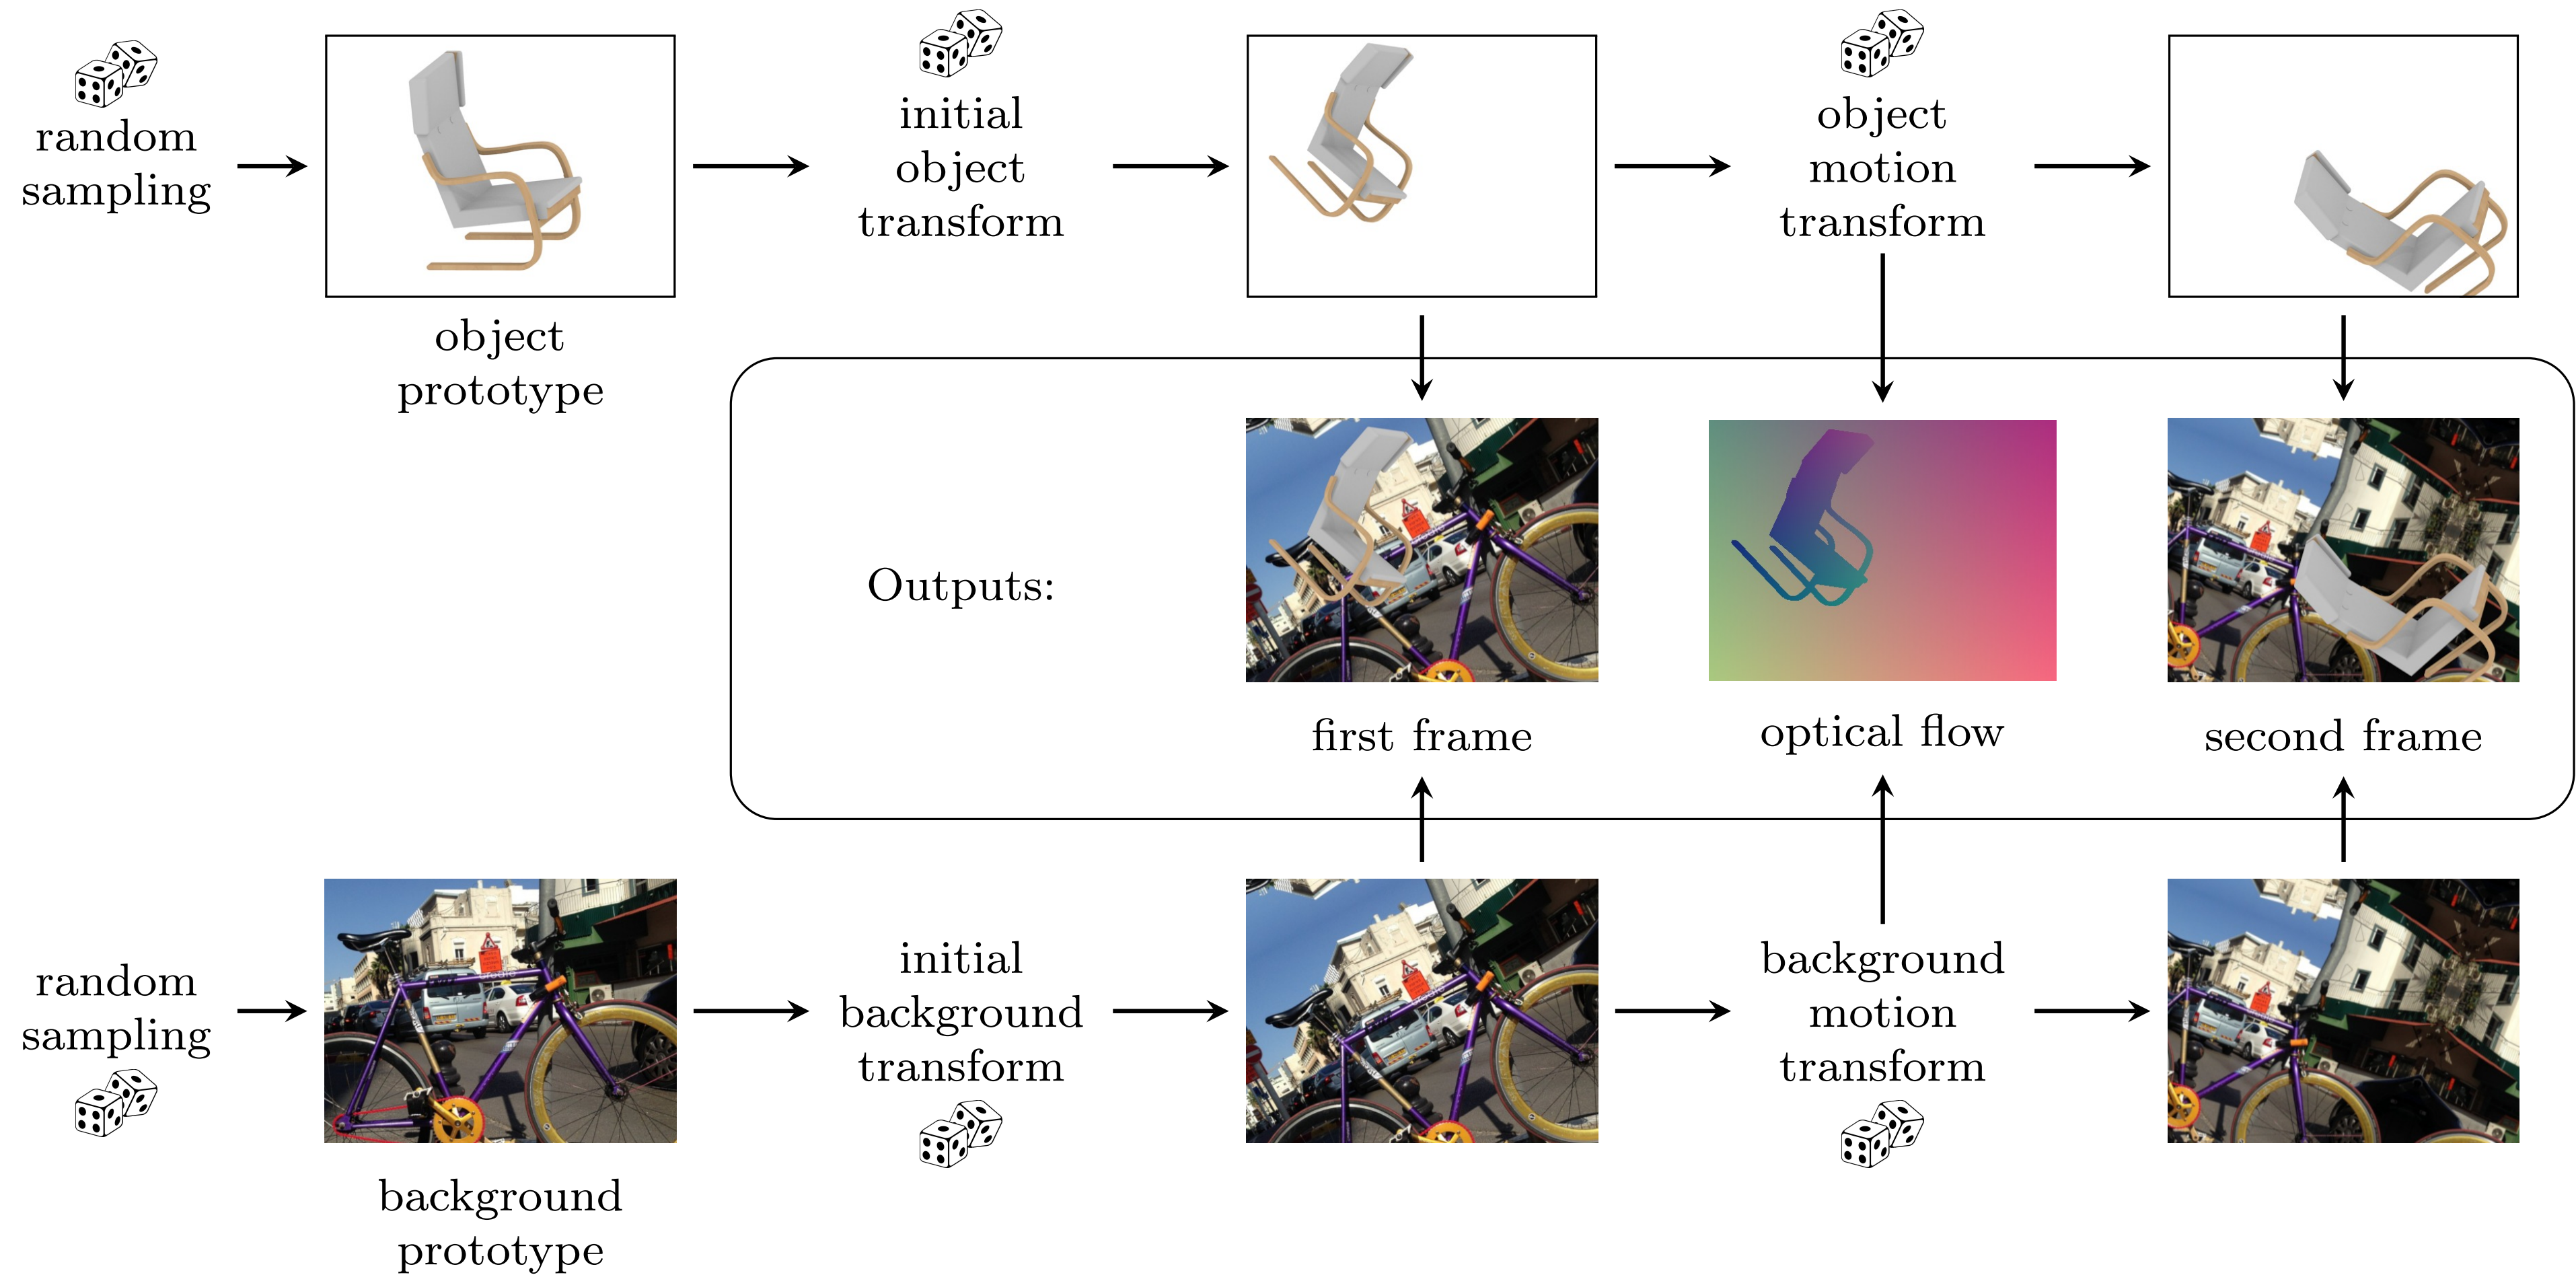 random
sampling
object
prototype
initial
object
transform
object
motion
transform
Outputs:
first frame
optical flow
second frame
random
sampling
background
prototype
initial
background
transform
background
motion
transform